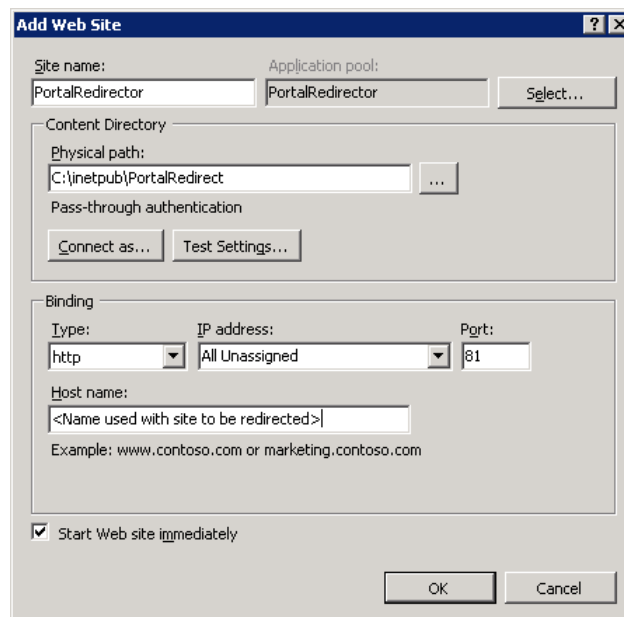 Add Web Site
Site name: Application pool:
PortalRedirector PortalRedirector Select...
Content Directory
Physical path:
C:\inetpub\PortalRedirect ...
Pass-through authentication
Connect as... Test Settings...
Binding
Type: IP address: Port:
http All Unassigned 81
Host name:
<Name used with site to be redirected>
Example: www.contoso.com or marketing.contoso.com
Start Web site immediately
OK Cancel